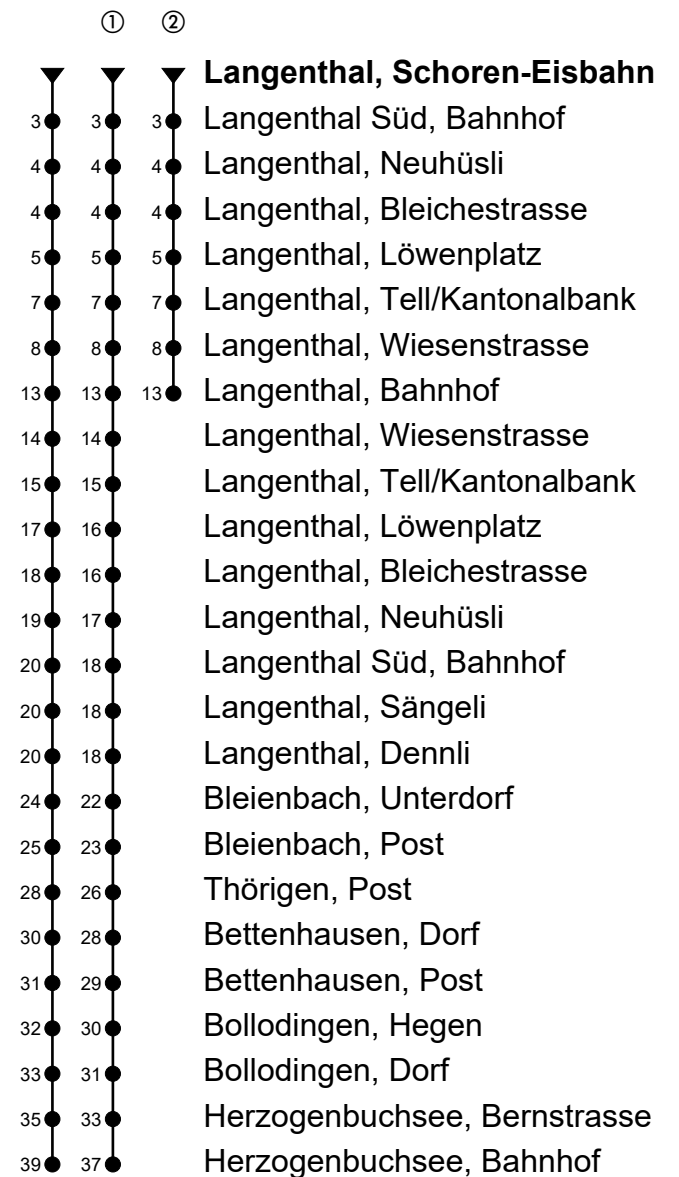 ① ②
Langenthal, Schoren-Eisbahn
3 3 3 Langenthal Süd, Bahnhof
4 4 4 Langenthal, Neuhüsli
4 4 4 Langenthal, Bleichestrasse
5 5 5 Langenthal, Löwenplatz
7 7 7 Langenthal, Tell/Kantonalbank
8 8 8 Langenthal, Wiesenstrasse
13 13 13 Langenthal, Bahnhof
14 14 Langenthal, Wiesenstrasse
15 15 Langenthal, Tell/Kantonalbank
17 16 Langenthal, Löwenplatz
18 16 Langenthal, Bleichestrasse
19 17 Langenthal, Neuhüsli
20 18 Langenthal Süd, Bahnhof
20 18 Langenthal, Sängeli
20 18 Langenthal, Dennli
24 22 Bleienbach, Unterdorf
25 23 Bleienbach, Post
28 26 Thörigen, Post
30 28 Bettenhausen, Dorf
31 29 Bettenhausen, Post
32 30 Bollodingen, Hegen
33 31 Bollodingen, Dorf
35 33 Herzogenbuchsee, Bernstrasse
39 37 Herzogenbuchsee, Bahnhof